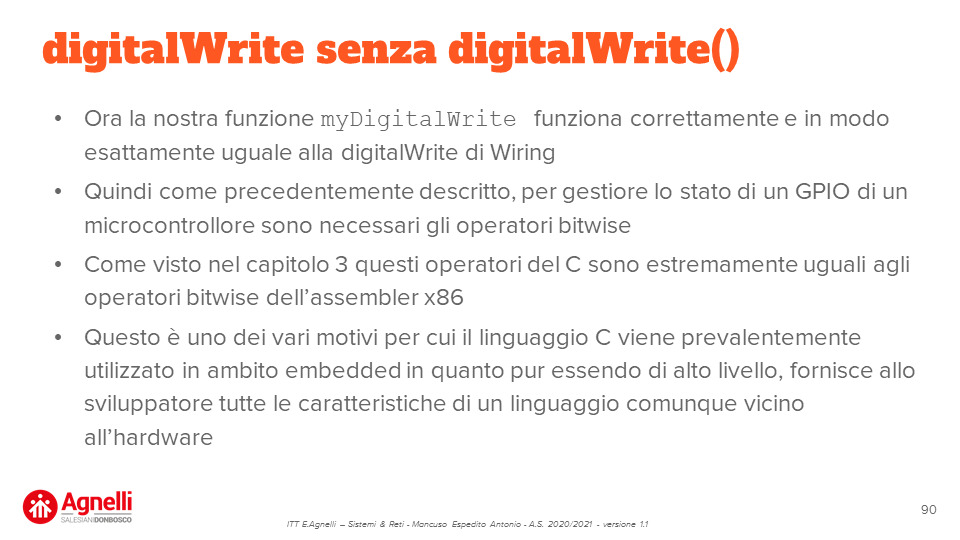 digitalWrite senza digitalWrite()
• Ora la nostra funzione myDigitalWrite funziona correttamente e in modo
esattamente uguale alla digitalWrite di Wiring
• Quindi come precedentemente descritto, per gestiore lo stato di un GPIO di un
microcontrollore sono necessari gli operatori bitwise
• Come visto nel capitolo 3 questi operatori del C sono estremamente uguali agli
operatori bitwise dell’assembler x86
• Questo è uno dei vari motivi per cui il linguaggio C viene prevalentemente
utilizzato in ambito embedded in quanto pur essendo di alto livello, fornisce allo
sviluppatore tutte le caratteristiche di un linguaggio comunque vicino
all’hardware
Agnelli
SALESIANI DONBOSCO
ITT E.Agnelli – Sistemi & Reti - Mancuso Espedito Antonio - A.S. 2020/2021 - versione 1.1
90